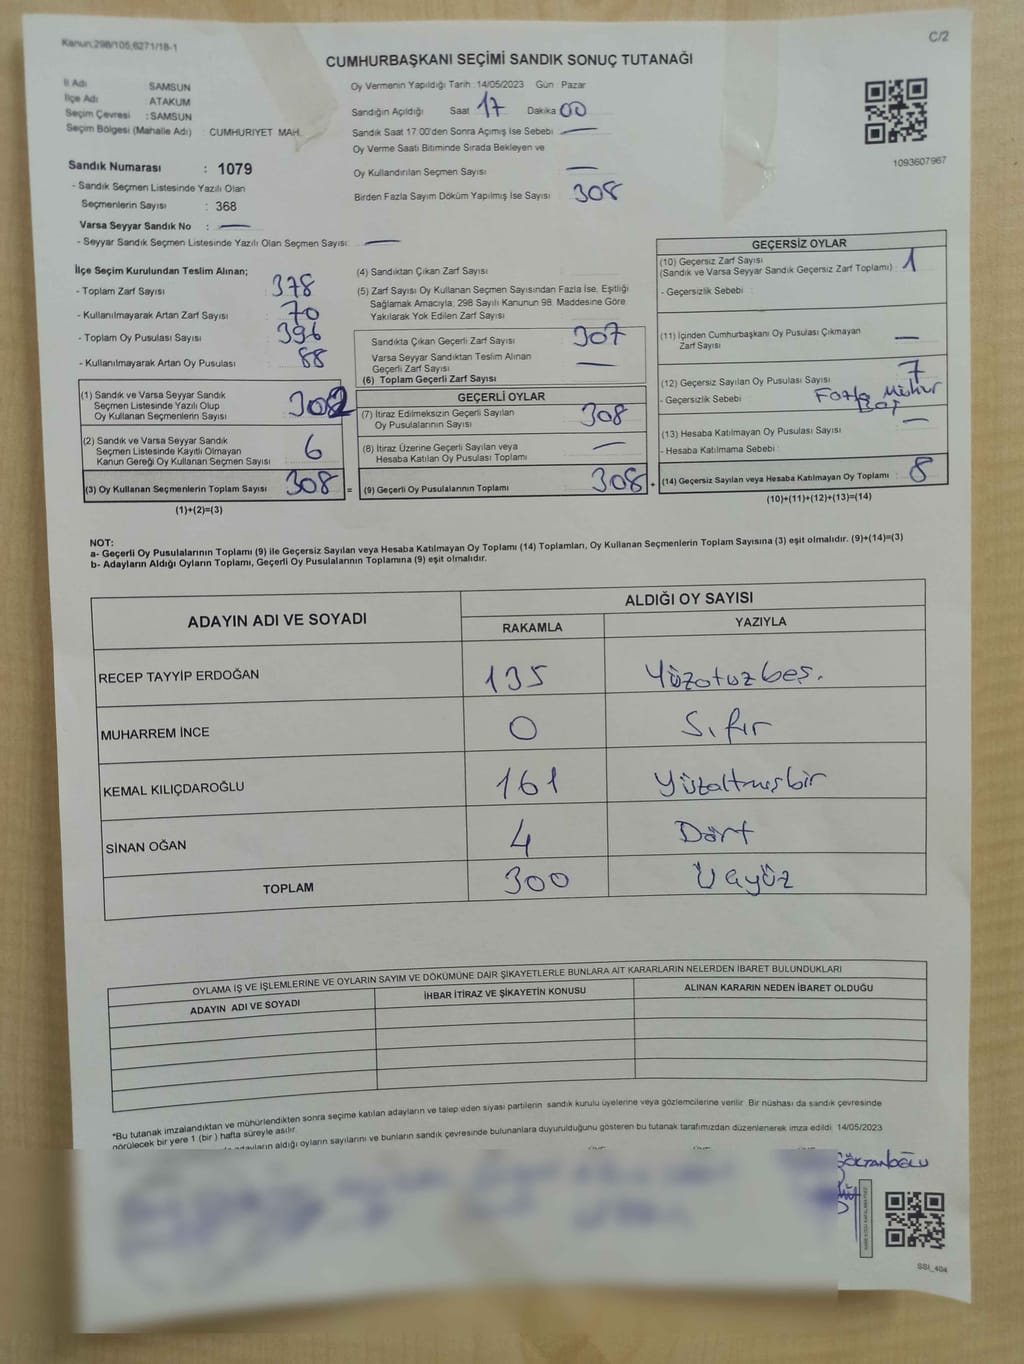 Kanun;298/105;6271/18-1
C/2
CUMHURBAŞKANI SEÇİMİ SANDIK SONUÇ TUTANAĞI
İl Adı : SAMSUN
İlçe Adı : ATAKUM
Seçim Çevresi : SAMSUN
Seçim Bölgesi (Mahalle Adı) : CUMHURIYET MAH.
Oy Vermenin Yapıldığı Tarih : 14/05/2023 Gün : Pazar
Sandığın Açıldığı Saat 17 Dakika 00
Sandık Saat 17:00'den Sonra Açımış İse Sebebi : —
Oy Verme Saati Bitiminde Sırada Bekleyen ve
Oy Kullandırılan Seçmen Sayısı : —
Birden Fazla Sayım Döküm Yapılmış İse Sayısı : 308
1093607967
Sandık Numarası : 1079
- Sandık Seçmen Listesinde Yazılı Olan
Seçmenlerin Sayısı : 368
Varsa Seyyar Sandık No : —
- Seyyar Sandık Seçmen Listesinde Yazılı Olan Seçmen Sayısı: —
İlçe Seçim Kurulundan Teslim Alınan;
- Toplam Zarf Sayısı : 378
- Kullanılmayarak Artan Zarf Sayısı : 70
- Toplam Oy Pusulası Sayısı : 396
- Kullanılmayarak Artan Oy Pusulası : 88
(1) Sandık ve Varsa Seyyar Sandık
Seçmen Listesinde Yazılı Olup
Oy Kullanan Seçmenlerin Sayısı : 302
(2) Sandık ve Varsa Seyyar Sandık
Seçmen Listesinde Kayıtlı Olmayan
Kanun Gereği Oy Kullanan Seçmen Sayısı : 6
(3) Oy Kullanan Seçmenlerin Toplam Sayısı : 308 =
(1)+(2)=(3)
(4) Sandıktan Çıkan Zarf Sayısı :
(5) Zarf Sayısı Oy Kullanan Seçmen Sayısından Fazla İse, Eşitliği
Sağlamak Amacıyla, 298 Sayılı Kanunun 98. Maddesine Göre
Yakılarak Yok Edilen Zarf Sayısı :
Sandıkta Çıkan Geçerli Zarf Sayısı : 307
Varsa Seyyar Sandıktan Teslim Alınan
Geçerli Zarf Sayısı : —
(6) Toplam Geçerli Zarf Sayısı
GEÇERLİ OYLAR
(7) İtiraz Edilmeksizin Geçerli Sayılan
Oy Pusulalarının Sayısı : 308
(8) İtiraz Üzerine Geçerli Sayılan veya
Hesaba Katılan Oy Pusulası Toplamı : —
(9) Geçerli Oy Pusulalarının Toplamı : 308 +
GEÇERSİZ OYLAR
(10) Geçersiz Zarf Sayısı
(Sandık ve Varsa Seyyar Sandık Geçersiz Zarf Toplamı) : 1
- Geçersizlik Sebebi :
(11) İçinden Cumhurbaşkanı Oy Pusulası Çıkmayan
Zarf Sayısı : —
(12) Geçersiz Sayılan Oy Pusulası Sayısı : 7
- Geçersizlik Sebebi : Fazla Mühür
(13) Hesaba Katılmayan Oy Pusulası Sayısı : —
- Hesaba Katılmama Sebebi :
(14) Geçersiz Sayılan veya Hesaba Katılmayan Oy Toplamı : 8
(10)+(11)+(12)+(13)=(14)
NOT:
a- Geçerli Oy Pusulalarının Toplamı (9) ile Geçersiz Sayılan veya Hesaba Katılmayan Oy Toplamı (14) Toplamları, Oy Kullanan Seçmenlerin Toplam Sayısına (3) eşit olmalıdır. (9)+(14)=(3)
b- Adayların Aldığı Oyların Toplamı, Geçerli Oy Pusulalarının Toplamına (9) eşit olmalıdır.
ADAYIN ADI VE SOYADI ALDIĞI OY SAYISI
RAKAMLA YAZIYLA
RECEP TAYYİP ERDOĞAN 135 Yüzotuzbeş.
MUHARREM İNCE 0 Sıfır
KEMAL KILIÇDAROĞLU 161 Yüzaltmışbir
SİNAN OĞAN 4 Dört
TOPLAM 300 Üçyüz
OYLAMA İŞ VE İŞLEMLERİNE VE OYLARIN SAYIM VE DÖKÜMÜNE DAİR ŞİKAYETLERLE BUNLARA AİT KARARLARIN NELERDEN İBARET BULUNDUKLARI
ADAYIN ADI VE SOYADI İHBAR İTİRAZ VE ŞİKAYETİN KONUSU ALINAN KARARIN NEDEN İBARET OLDUĞU
*Bu tutanak imzalandıktan ve mühürlendikten sonra seçime katılan adayların ve talep eden siyasi partilerin sandık kurulu üyelerine veya gözlemcilerine verilir. Bir nüshası da sandık çevresinde
görülecek bir yere 1 (bir) hafta süreyle asılır.
adayların aldığı oyların sayılarını ve bunların sandık çevresinde bulunanlara duyurulduğunu gösteren bu tutanak tarafımızdan düzenlenerek imza edildi. 14/05/2023
GÖKTANOĞLU
SSI_404